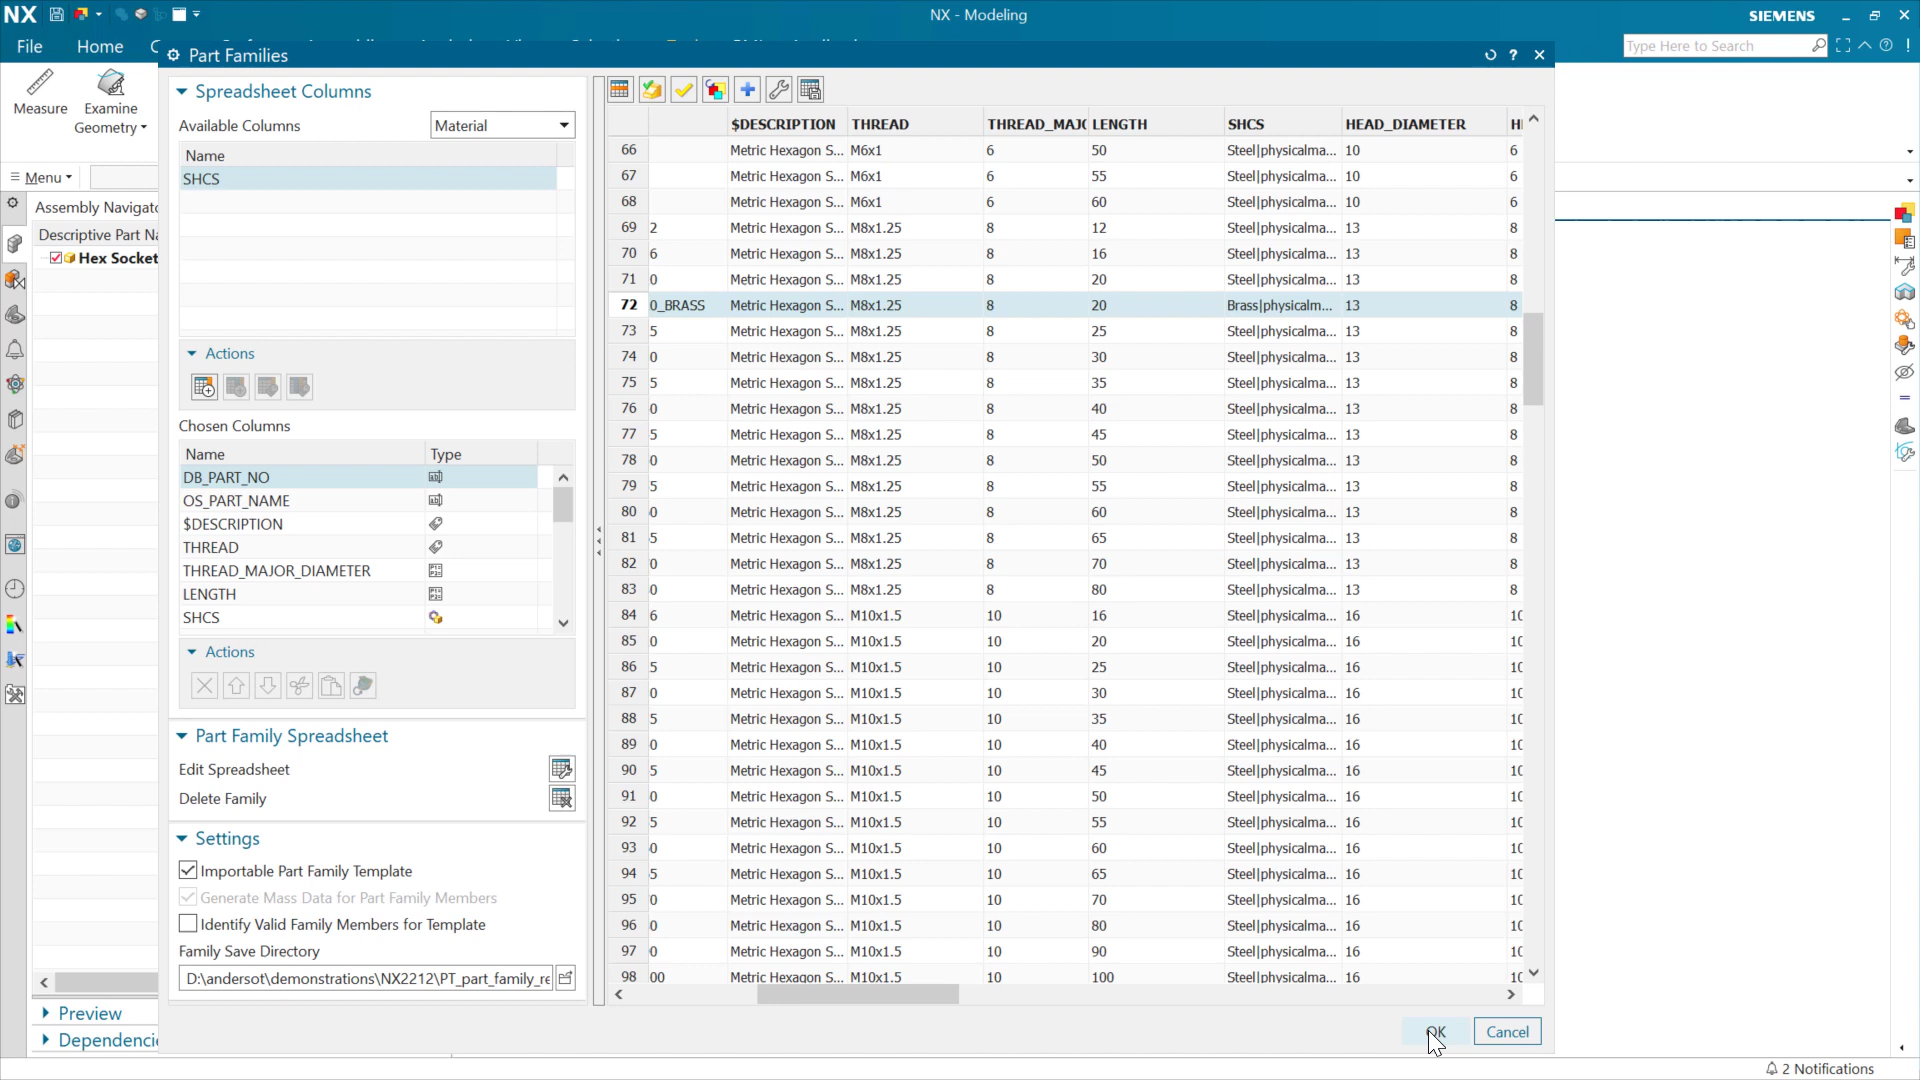 NX
NX - Modeling
SIEMENS
File
Home
Type Here to Search
Measure
Examine
Geometry
Menu
Assembly Navigato
Descriptive Part Na
Hex Socket
Preview
Dependencie
Part Families
Spreadsheet Columns
Available Columns
Material
Name
SHCS
Actions
Chosen Columns
Name Type
DB_PART_NO
OS_PART_NAME
$DESCRIPTION
THREAD
THREAD_MAJOR_DIAMETER
LENGTH
SHCS
Actions
Part Family Spreadsheet
Edit Spreadsheet
Delete Family
Settings
Importable Part Family Template
Generate Mass Data for Part Family Members
Identify Valid Family Members for Template
Family Save Directory
D:\andersot\demonstrations\NX2212\PT_part_family_re
$DESCRIPTION THREAD THREAD_MAJO LENGTH SHCS HEAD_DIAMETER
66 Metric Hexagon S... M6x1 6 50 Steel|physicalma... 10 6
67 Metric Hexagon S... M6x1 6 55 Steel|physicalma... 10 6
68 Metric Hexagon S... M6x1 6 60 Steel|physicalma... 10 6
69 2 Metric Hexagon S... M8x1.25 8 12 Steel|physicalma... 13 8
70 6 Metric Hexagon S... M8x1.25 8 16 Steel|physicalma... 13 8
71 0 Metric Hexagon S... M8x1.25 8 20 Steel|physicalma... 13 8
72 0_BRASS Metric Hexagon S... M8x1.25 8 20 Brass|physicalm... 13 8
73 5 Metric Hexagon S... M8x1.25 8 25 Steel|physicalma... 13 8
74 0 Metric Hexagon S... M8x1.25 8 30 Steel|physicalma... 13 8
75 5 Metric Hexagon S... M8x1.25 8 35 Steel|physicalma... 13 8
76 0 Metric Hexagon S... M8x1.25 8 40 Steel|physicalma... 13 8
77 5 Metric Hexagon S... M8x1.25 8 45 Steel|physicalma... 13 8
78 0 Metric Hexagon S... M8x1.25 8 50 Steel|physicalma... 13 8
79 5 Metric Hexagon S... M8x1.25 8 55 Steel|physicalma... 13 8
80 0 Metric Hexagon S... M8x1.25 8 60 Steel|physicalma... 13 8
81 5 Metric Hexagon S... M8x1.25 8 65 Steel|physicalma... 13 8
82 0 Metric Hexagon S... M8x1.25 8 70 Steel|physicalma... 13 8
83 0 Metric Hexagon S... M8x1.25 8 80 Steel|physicalma... 13 8
84 6 Metric Hexagon S... M10x1.5 10 16 Steel|physicalma... 16 10
85 0 Metric Hexagon S... M10x1.5 10 20 Steel|physicalma... 16 10
86 5 Metric Hexagon S... M10x1.5 10 25 Steel|physicalma... 16 10
87 0 Metric Hexagon S... M10x1.5 10 30 Steel|physicalma... 16 10
88 5 Metric Hexagon S... M10x1.5 10 35 Steel|physicalma... 16 10
89 0 Metric Hexagon S... M10x1.5 10 40 Steel|physicalma... 16 10
90 5 Metric Hexagon S... M10x1.5 10 45 Steel|physicalma... 16 10
91 0 Metric Hexagon S... M10x1.5 10 50 Steel|physicalma... 16 10
92 5 Metric Hexagon S... M10x1.5 10 55 Steel|physicalma... 16 10
93 0 Metric Hexagon S... M10x1.5 10 60 Steel|physicalma... 16 10
94 5 Metric Hexagon S... M10x1.5 10 65 Steel|physicalma... 16 10
95 0 Metric Hexagon S... M10x1.5 10 70 Steel|physicalma... 16 10
96 0 Metric Hexagon S... M10x1.5 10 80 Steel|physicalma... 16 10
97 0 Metric Hexagon S... M10x1.5 10 90 Steel|physicalma... 16 10
98 00 Metric Hexagon S... M10x1.5 10 100 Steel|physicalma... 16 10
OK
Cancel
2 Notifications